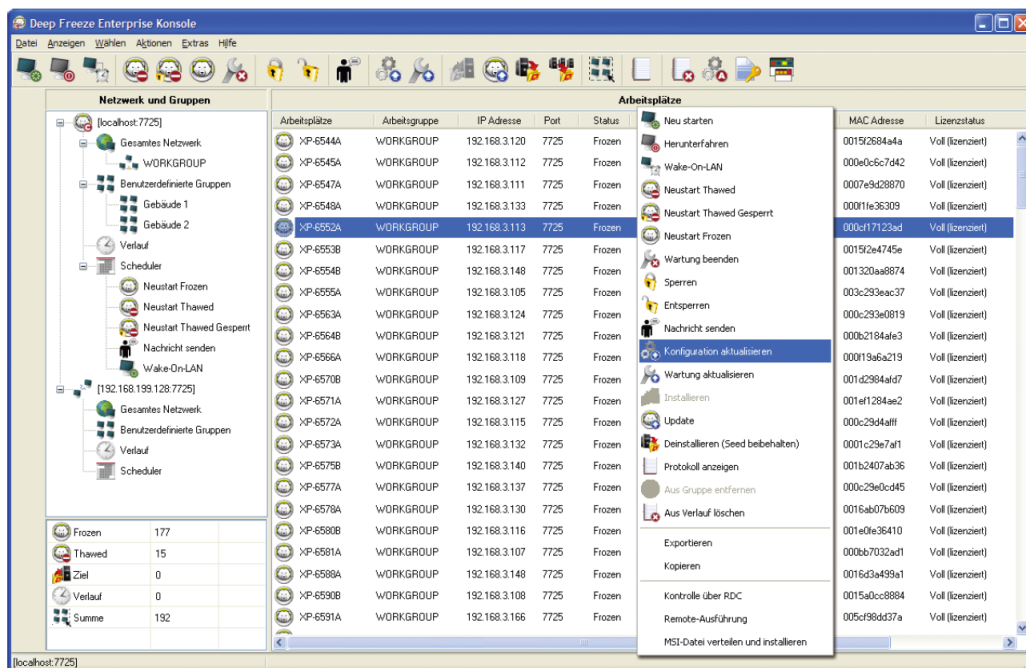 Deep Freeze Enterprise Konsole
Datei Anzeigen Wählen Aktionen Extras Hilfe
Netzwerk und Gruppen
[localhost:7725]
Gesamtes Netzwerk
WORKGROUP
Benutzerdefinierte Gruppen
Gebäude 1
Gebäude 2
Verlauf
Scheduler
Neustart Frozen
Neustart Thawed
Neustart Thawed Gesperrt
Nachricht senden
Wake-On-LAN
[192.168.199.128:7725]
Gesamtes Netzwerk
Benutzerdefinierte Gruppen
Verlauf
Scheduler
Frozen 177
Thawed 15
Ziel 0
Verlauf 0
Summe 192
Arbeitsplätze
Arbeitsplätze Arbeitsgruppe IP Adresse Port Status MAC Adresse Lizenzstatus
XP-6544A WORKGROUP 192.168.3.120 7725 Frozen 0015f2684a4a Voll (lizenziert)
XP-6545A WORKGROUP 192.168.3.112 7725 Frozen 000e0c6c7d42 Voll (lizenziert)
XP-6547A WORKGROUP 192.168.3.111 7725 Frozen 0007e9d28870 Voll (lizenziert)
XP-6548A WORKGROUP 192.168.3.133 7725 Frozen 000f1fe36309 Voll (lizenziert)
XP-6552A WORKGROUP 192.168.3.113 7725 Frozen 000cf17123ad Voll (lizenziert)
XP-6553B WORKGROUP 192.168.3.117 7725 Frozen 0015f2e4745e Voll (lizenziert)
XP-6554B WORKGROUP 192.168.3.148 7725 Frozen 001320aa8874 Voll (lizenziert)
XP-6555A WORKGROUP 192.168.3.105 7725 Frozen 003c293eac37 Voll (lizenziert)
XP-6563A WORKGROUP 192.168.3.124 7725 Frozen 000c293e0819 Voll (lizenziert)
XP-6564B WORKGROUP 192.168.3.121 7725 Frozen 000b2184afe3 Voll (lizenziert)
XP-6566A WORKGROUP 192.168.3.118 7725 Frozen 000f19a6a219 Voll (lizenziert)
XP-6570B WORKGROUP 192.168.3.109 7725 Frozen 001d2984afd7 Voll (lizenziert)
XP-6571A WORKGROUP 192.168.3.127 7725 Frozen 001ef1284ae2 Voll (lizenziert)
XP-6572A WORKGROUP 192.168.3.115 7725 Frozen 000c29d4afff Voll (lizenziert)
XP-6573A WORKGROUP 192.168.3.132 7725 Frozen 0001c29e7af1 Voll (lizenziert)
XP-6575B WORKGROUP 192.168.3.140 7725 Frozen 001b2407ab36 Voll (lizenziert)
XP-6577A WORKGROUP 192.168.3.137 7725 Frozen 000c29e0cd45 Voll (lizenziert)
XP-6578A WORKGROUP 192.168.3.130 7725 Frozen 0016ab07b609 Voll (lizenziert)
XP-6580B WORKGROUP 192.168.3.116 7725 Frozen 001e0fe36410 Voll (lizenziert)
XP-6581A WORKGROUP 192.168.3.107 7725 Frozen 000bb7032ad1 Voll (lizenziert)
XP-6588A WORKGROUP 192.168.3.148 7725 Frozen 0016d3a499a1 Voll (lizenziert)
XP-6590B WORKGROUP 192.168.3.108 7725 Frozen 0015a0cc8884 Voll (lizenziert)
XP-6591A WORKGROUP 192.168.3.166 7725 Frozen 005cf98dd37a Voll (lizenziert)
Neu starten
Herunterfahren
Wake-On-LAN
Neustart Thawed
Neustart Thawed Gesperrt
Neustart Frozen
Wartung beenden
Sperren
Entsperren
Nachricht senden
Konfiguration aktualisieren
Wartung aktualisieren
Installieren
Update
Deinstallieren (Seed beibehalten)
Protokoll anzeigen
Aus Gruppe entfernen
Aus Verlauf löschen
Exportieren
Kopieren
Kontrolle über RDC
Remote-Ausführung
MSI-Datei verteilen und installieren
[localhost:7725]